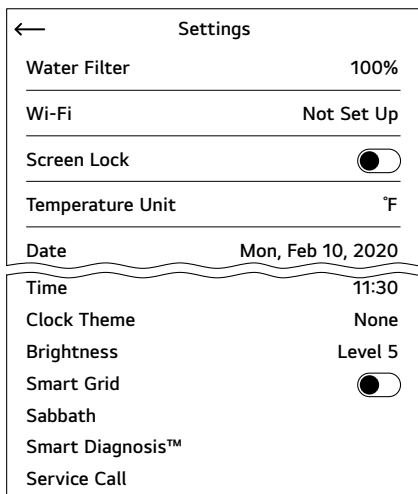 Settings
Water Filter 100%
Wi-Fi Not Set Up
Screen Lock
Temperature Unit °F
Date Mon, Feb 10, 2020
Time 11:30
Clock Theme None
Brightness Level 5
Smart Grid
Sabbath
Smart Diagnosis™
Service Call